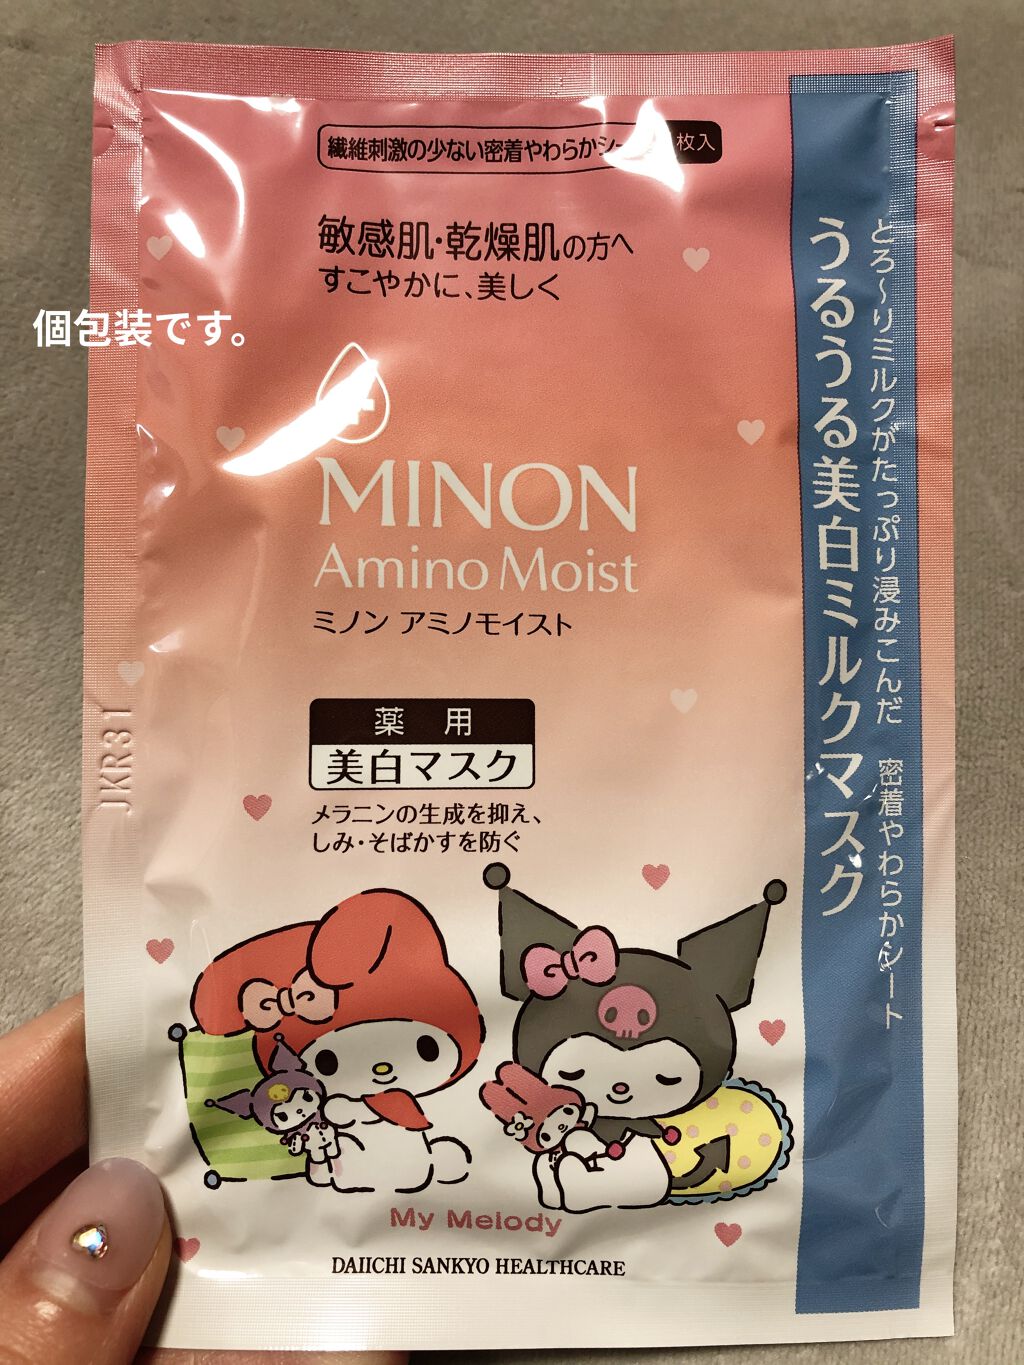 繊維刺激の少ない密着やわらかシー
枚入
敏感肌・乾燥肌の方へ
すこやかに、美しく
個包装です。
MINON
Amino Moist
ミノン アミノモイスト
薬用
美白マスク
メラニンの生成を抑え、
しみ・そばかすを防ぐ
とろ〜りミルクがたっぷり浸みこんだ 密着やわらかシート
うるうる美白ミルクマスク
JKR31
My Melody
DAIICHI SANKYO HEALTHCARE